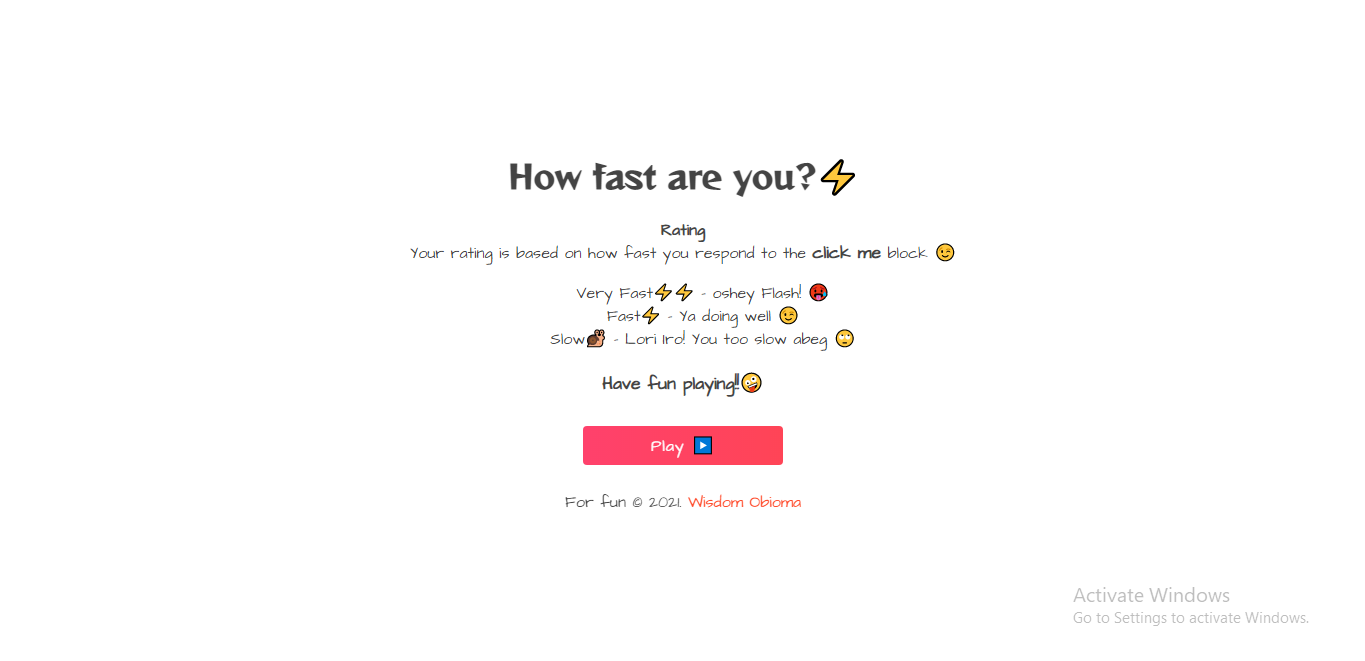 How fast are you?⚡
Rating
Your rating is based on how fast you respond to the click me block 😉
Very Fast⚡⚡ - oshey Flash! 🥵
Fast⚡ - Ya doing well 😉
Slow🐌 - Lori Iro! You too slow abeg 🙄
Have fun playing!!🤪
Play ▶️
For fun © 2021. Wisdom Obioma
Activate Windows
Go to Settings to activate Windows.